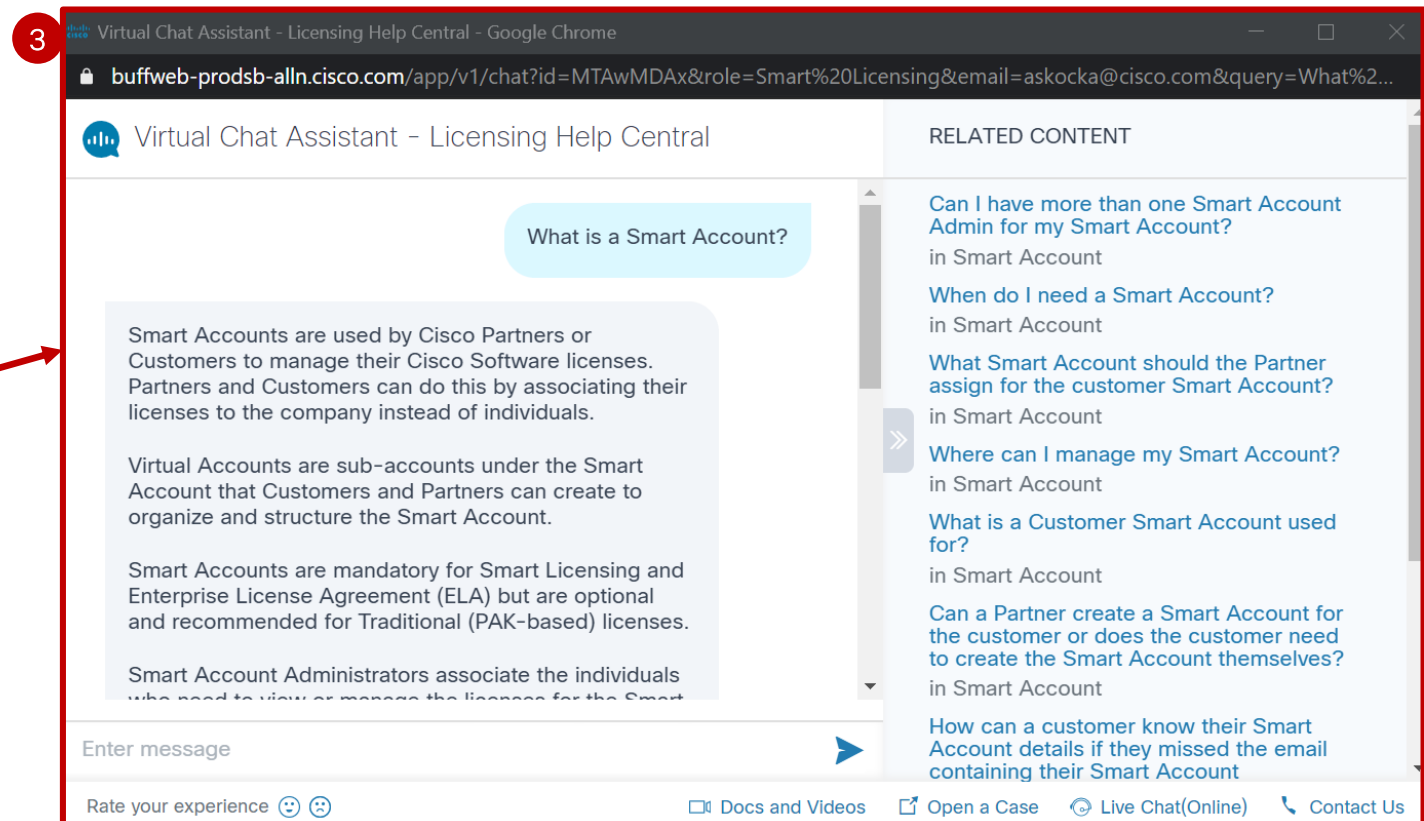 3
Virtual Chat Assistant - Licensing Help Central - Google Chrome
buffweb-prodsb-alln.cisco.com/app/v1/chat?id=MTAwMDAx&role=Smart%20Licensing&email=askocka@cisco.com&query=What%2...
Virtual Chat Assistant - Licensing Help Central
What is a Smart Account?
Smart Accounts are used by Cisco Partners or
Customers to manage their Cisco Software licenses.
Partners and Customers can do this by associating their
licenses to the company instead of individuals.
Virtual Accounts are sub-accounts under the Smart
Account that Customers and Partners can create to
organize and structure the Smart Account.
Smart Accounts are mandatory for Smart Licensing and
Enterprise License Agreement (ELA) but are optional
and recommended for Traditional (PAK-based) licenses.
Smart Account Administrators associate the individuals
who need to view or manage the licenses for the Smart
Enter message
RELATED CONTENT
Can I have more than one Smart Account
Admin for my Smart Account?
in Smart Account
When do I need a Smart Account?
in Smart Account
What Smart Account should the Partner
assign for the customer Smart Account?
in Smart Account
Where can I manage my Smart Account?
in Smart Account
What is a Customer Smart Account used
for?
in Smart Account
Can a Partner create a Smart Account for
the customer or does the customer need
to create the Smart Account themselves?
in Smart Account
How can a customer know their Smart
Account details if they missed the email
containing their Smart Account
Rate your experience
Docs and Videos
Open a Case
Live Chat(Online)
Contact Us